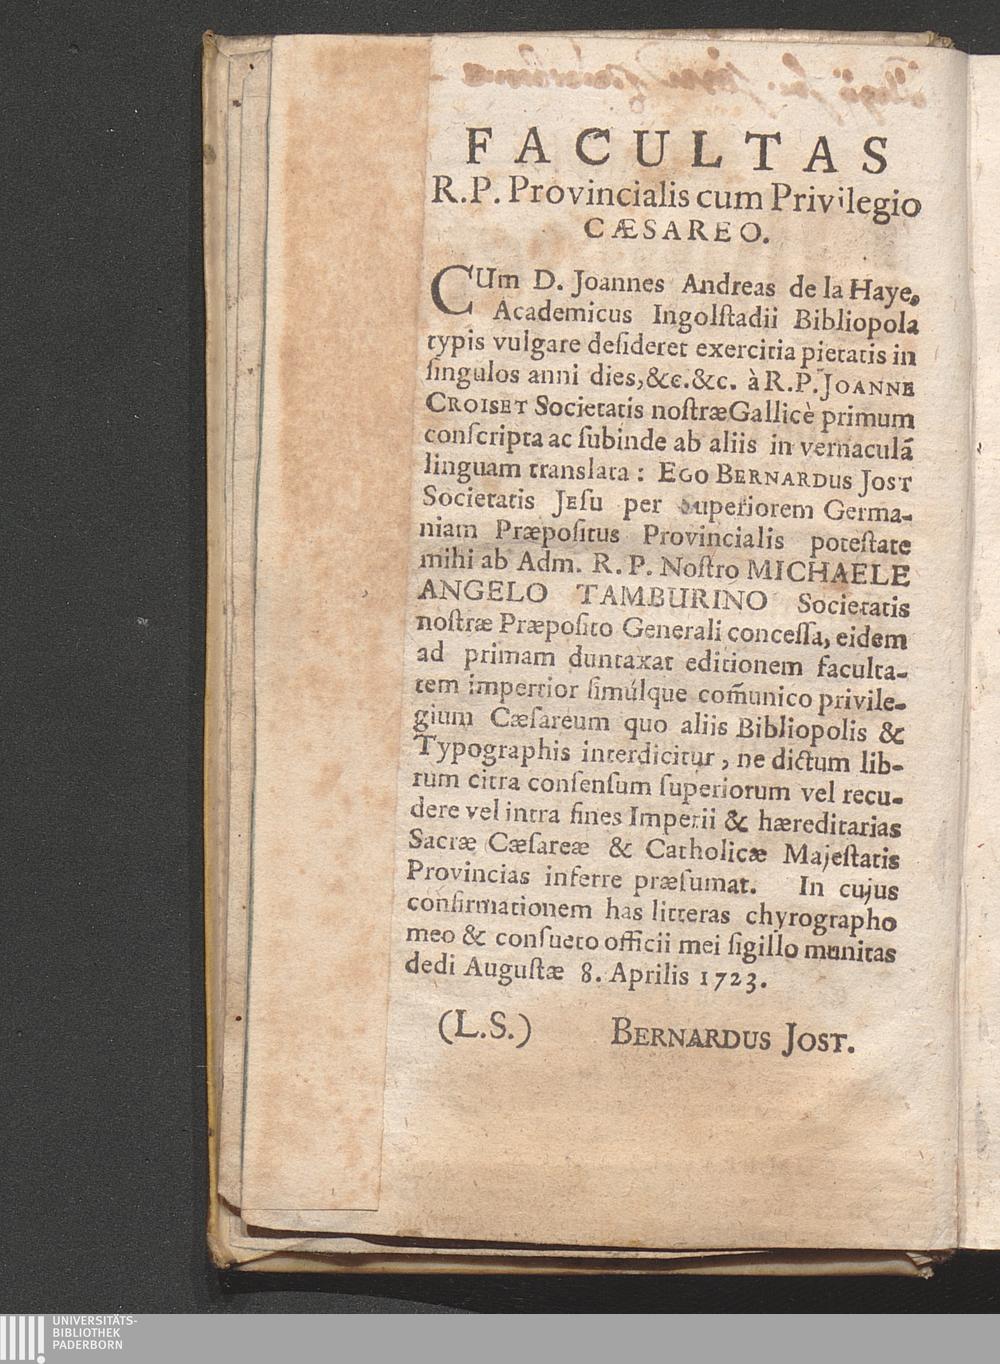 FACULTAS
R.P. Provincialis cum Privilegio
CÆSAREO.
CUm D. Joannes Andreas de la Haye,
Academicus Ingolſtadii Bibliopola
typis vulgare deſideret exercitia pietatis in
ſingulos anni dies,&c.&c. à R.P. JOANNE
CROISET Societatis noſtræ Gallicè primum
conſcripta ac ſubinde ab aliis in vernaculã
linguam translata : EGO BERNARDUS JOST
Societatis JEſu per Superiorem Germa-
niam Præpoſitus Provincialis poteſtate
mihi ab Adm. R. P. Noſtro MICHAELE
ANGELO TAMBURINO Societatis
noſtræ Præpoſito Generali conceſſa, eidem
ad primam duntaxat editionem faculta-
tem impertior ſimúlque com̃unico privile-
gium Cæſareum quo aliis Bibliopolis &
Typographis interdicitur, ne dictum lib-
rum citra conſenſum ſuperiorum vel recu-
dere vel intra fines Imperii & hæreditarias
Sacræ Cæſareæ & Catholicæ Majeſtatis
Provincias inferre præſumat. In cujus
confirmationem has litteras chyrographo
meo & conſueto officii mei ſigillo munitas
dedi Auguſtæ 8. Aprilis 1723.
(L.S.) BERNARDUS JOST.
UNIVERSITÄTS-
BIBLIOTHEK
PADERBORN